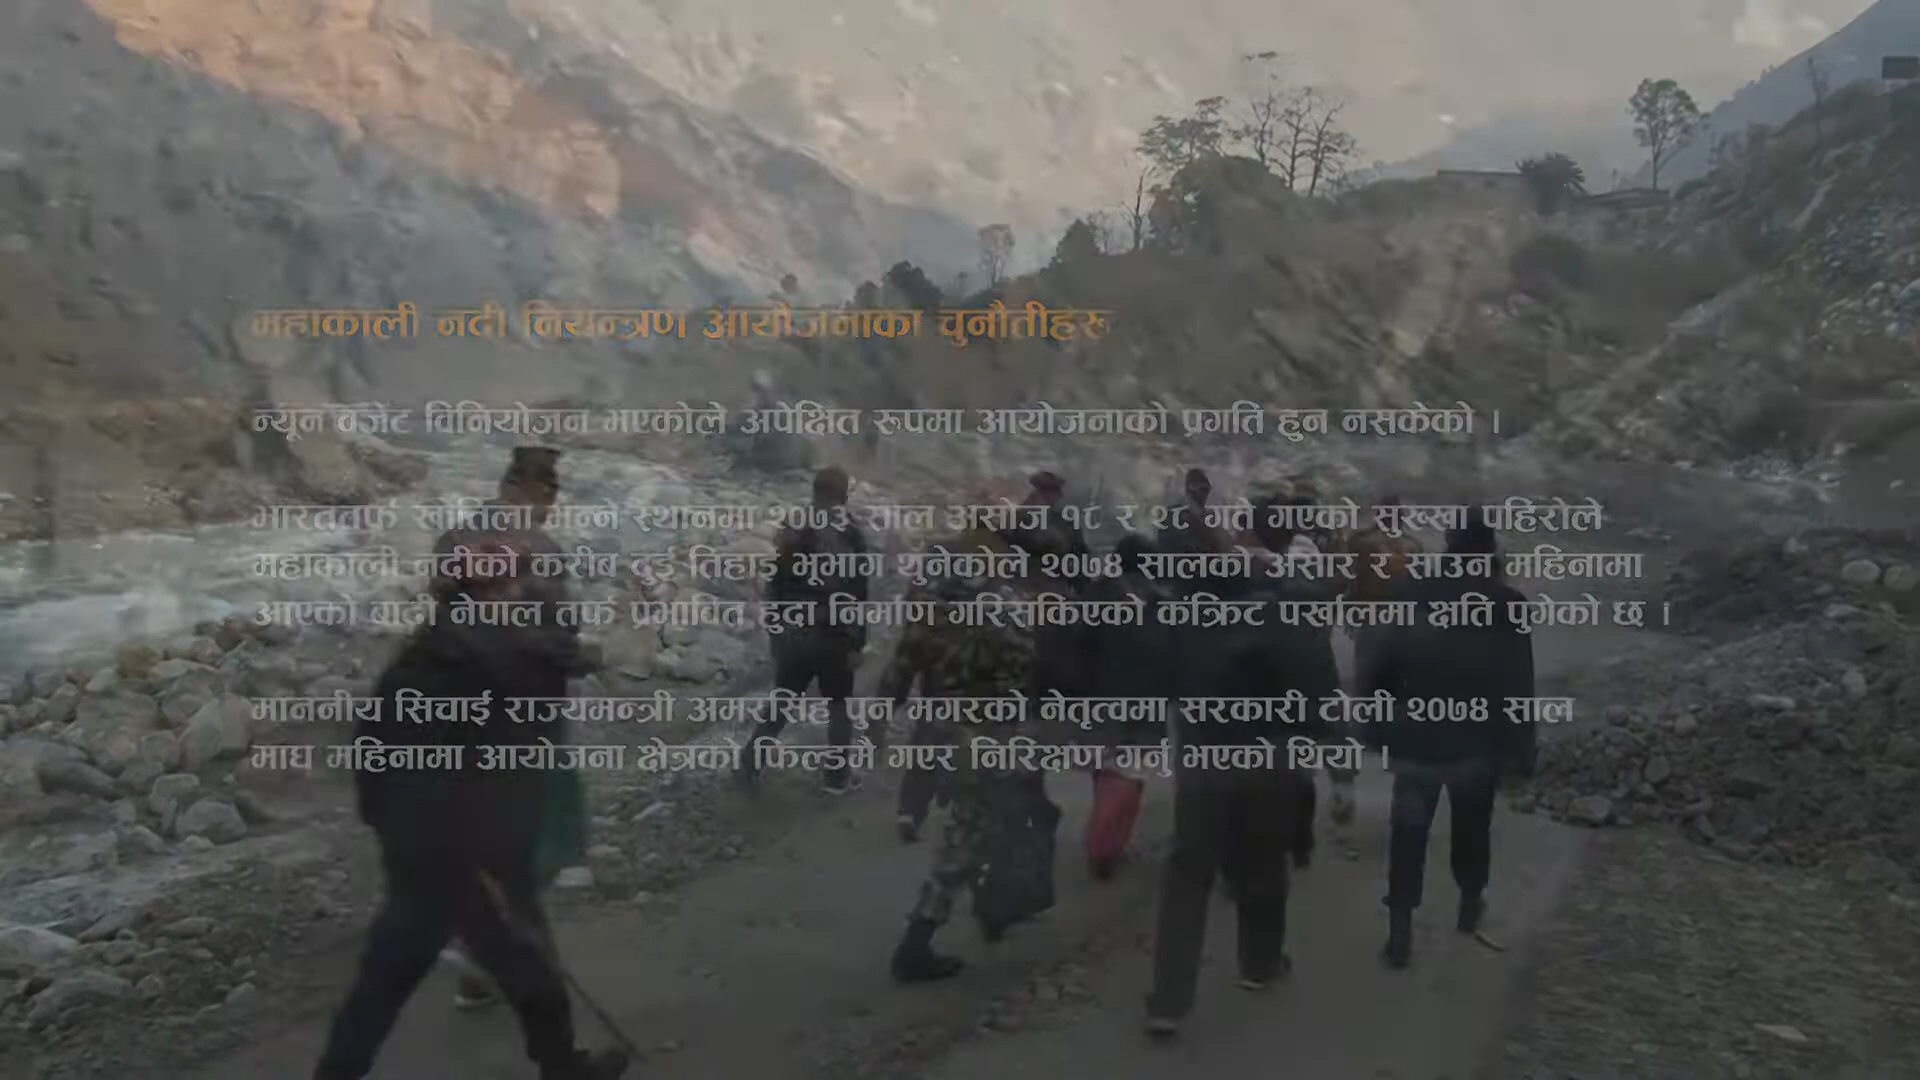 महाकाली नदी नियन्त्रण आयोजनाका चुनौतीहरु
न्यून बजेट विनियोजन भएकोले अपेक्षित रुपमा आयोजनाको प्रगति हुन नसकेको ।
भारततर्फ खोतिला भन्ने स्थानमा २०७३ साल असोज १८ र २८ गते गएको सुख्खा पहिरोले
महाकाली नदीको करीब दुई तिहाइ भूभाग थुनेकोले २०७४ सालको असार र साउन महिनामा
आएको बाढी नेपाल तर्फ प्रभावित हुदा निर्माण गरिसकिएको कंक्रिट पर्खालमा क्षति पुगेको छ ।
माननीय सिचाई राज्यमन्त्री अमरसिंह पुन मगरको नेतृत्वमा सरकारी टोली २०७४ साल
माघ महिनामा आयोजना क्षेत्रको फिल्डमै गएर निरिक्षण गर्नु भएको थियो ।